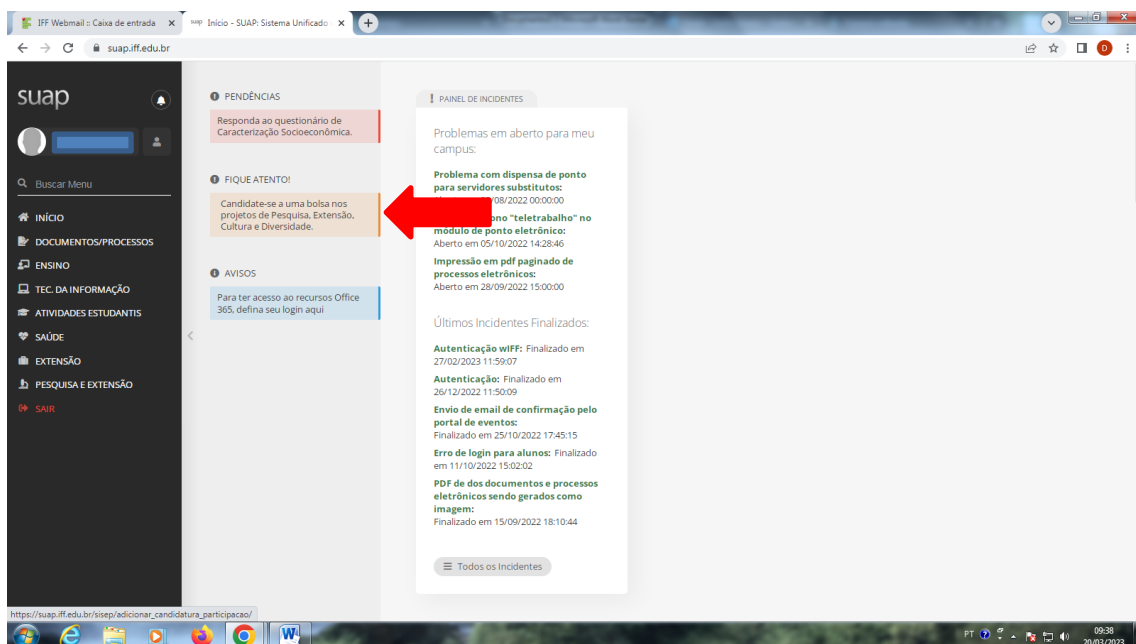 IFF Webmail :: Caixa de entrada
suap
Início - SUAP: Sistema Unificado
suap.iff.edu.br
D
suap
Buscar Menu
INÍCIO
DOCUMENTOS/PROCESSOS
ENSINO
TEC. DA INFORMAÇÃO
ATIVIDADES ESTUDANTIS
SAÚDE
EXTENSÃO
PESQUISA E EXTENSÃO
SAIR
PENDÊNCIAS
Responda ao questionário de
Caracterização Socioeconômica.
FIQUE ATENTO!
Candidate-se a uma bolsa nos
projetos de Pesquisa, Extensão,
Cultura e Diversidade.
AVISOS
Para ter acesso ao recursos Office
365, defina seu login aqui
PAINEL DE INCIDENTES
Problemas em aberto para meu
campus:
Problema com dispensa de ponto
para servidores substitutos:
/08/2022 00:00:00
"teletrabalho" no
módulo de ponto eletrônico:
Aberto em 05/10/2022 14:28:46
Impressão em pdf paginado de
processos eletrônicos:
Aberto em 28/09/2022 15:00:00
Últimos Incidentes Finalizados:
Autenticação wIFF: Finalizado em
27/02/2023 11:59:07
Autenticação: Finalizado em
26/12/2022 11:50:09
Envio de email de confirmação pelo
portal de eventos:
Finalizado em 25/10/2022 17:45:15
Erro de login para alunos: Finalizado
em 11/10/2022 15:02:02
PDF de dos documentos e processos
eletrônicos sendo gerados como
imagem:
Finalizado em 15/09/2022 18:10:44
Todos os Incidentes
https://suap.iff.edu.br/sisep/adicionar_candidatura_participacao/
PT
09:38
20/03/2023